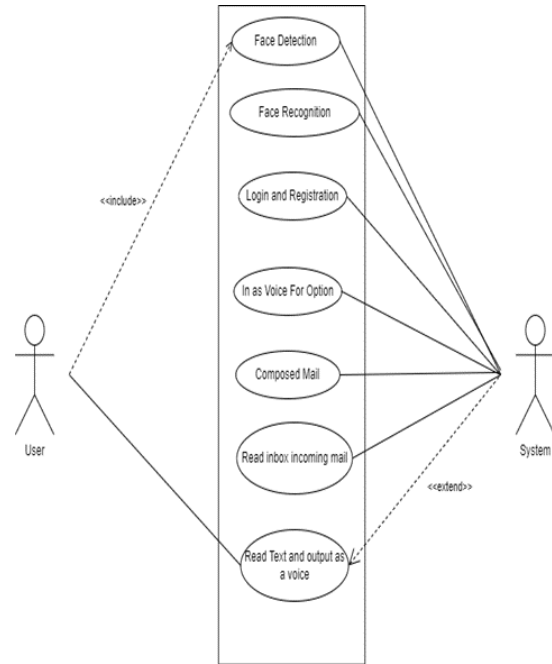 Face Detection
Face Recognition
<<include>>
Login and Registration
In as Voice For Option
Composed Mail
User
System
Read inbox incoming mail
<<extend>>
Read Text and output as
a voice